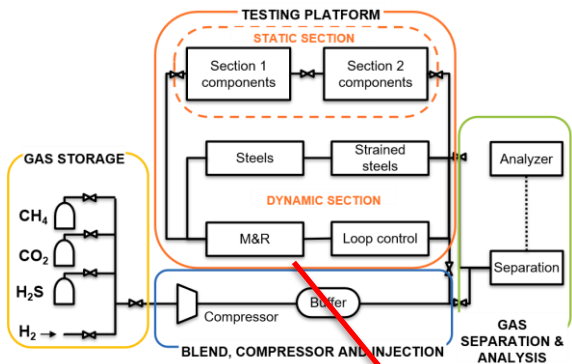 TESTING PLATFORM
STATIC SECTION
Section 1
components
Section 2
components
Steels
Strained
steels
DYNAMIC SECTION
M&R
Loop control
GAS STORAGE
CH₄
CO₂
H₂S
H₂
Compressor
Buffer
BLEND, COMPRESSOR AND INJECTION
Analyzer
Separation
GAS
SEPARATION &
ANALYSIS